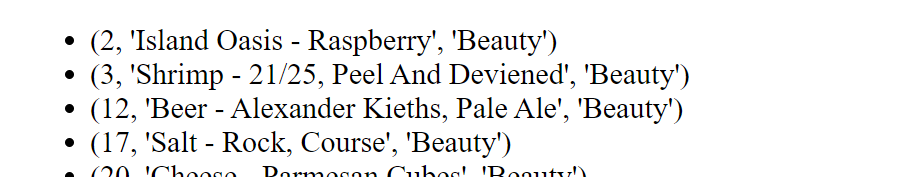 • (2, 'Island Oasis - Raspberry', 'Beauty')
• (3, 'Shrimp - 21/25, Peel And Deviened', 'Beauty')
• (12, 'Beer - Alexander Kieths, Pale Ale', 'Beauty')
• (17, 'Salt - Rock, Course', 'Beauty')
• (20, 'Cheese - Parmesan Cubes', 'Beauty')